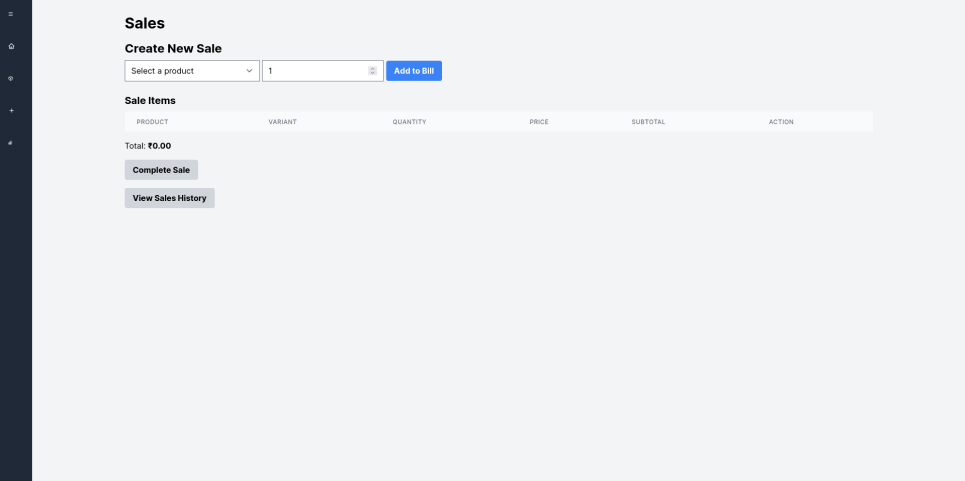 Sales
Create New Sale
Select a product 1 Add to Bill
Sale Items
PRODUCT VARIANT QUANTITY PRICE SUBTOTAL ACTION
Total: ₹0.00
Complete Sale
View Sales History